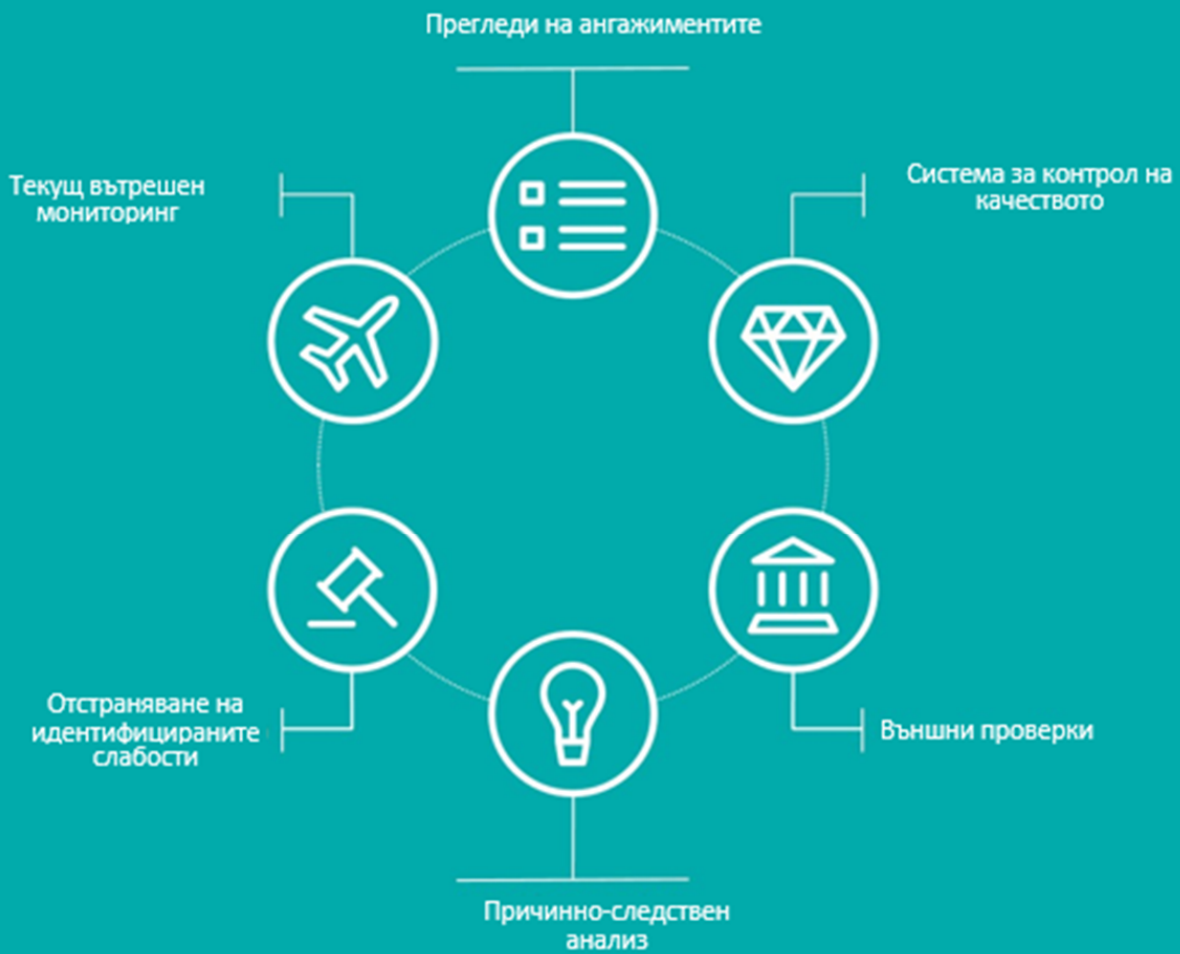 Прегледи на ангажиментите
Текущ вътрешен
мониторинг
Система за контрол на
качеството
Отстраняване на
идентифицираните
слабости
Външни проверки
Причинно-следствен
анализ